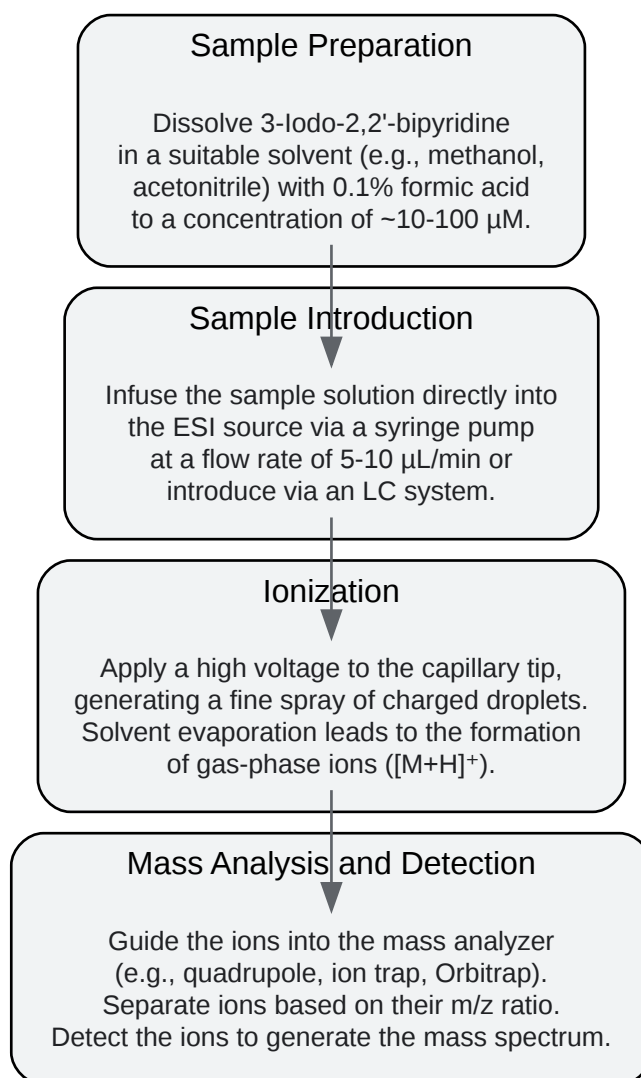 Sample Preparation
Dissolve 3-Iodo-2,2'-bipyridine
in a suitable solvent (e.g., methanol,
acetonitrile) with 0.1% formic acid
to a concentration of ~10-100 µM.
Sample Introduction
Infuse the sample solution directly into
the ESI source via a syringe pump
at a flow rate of 5-10 µL/min or
introduce via an LC system.
Ionization
Apply a high voltage to the capillary tip,
generating a fine spray of charged droplets.
Solvent evaporation leads to the formation
of gas-phase ions ([M+H]⁺).
Mass Analysis and Detection
Guide the ions into the mass analyzer
(e.g., quadrupole, ion trap, Orbitrap).
Separate ions based on their m/z ratio.
Detect the ions to generate the mass spectrum.